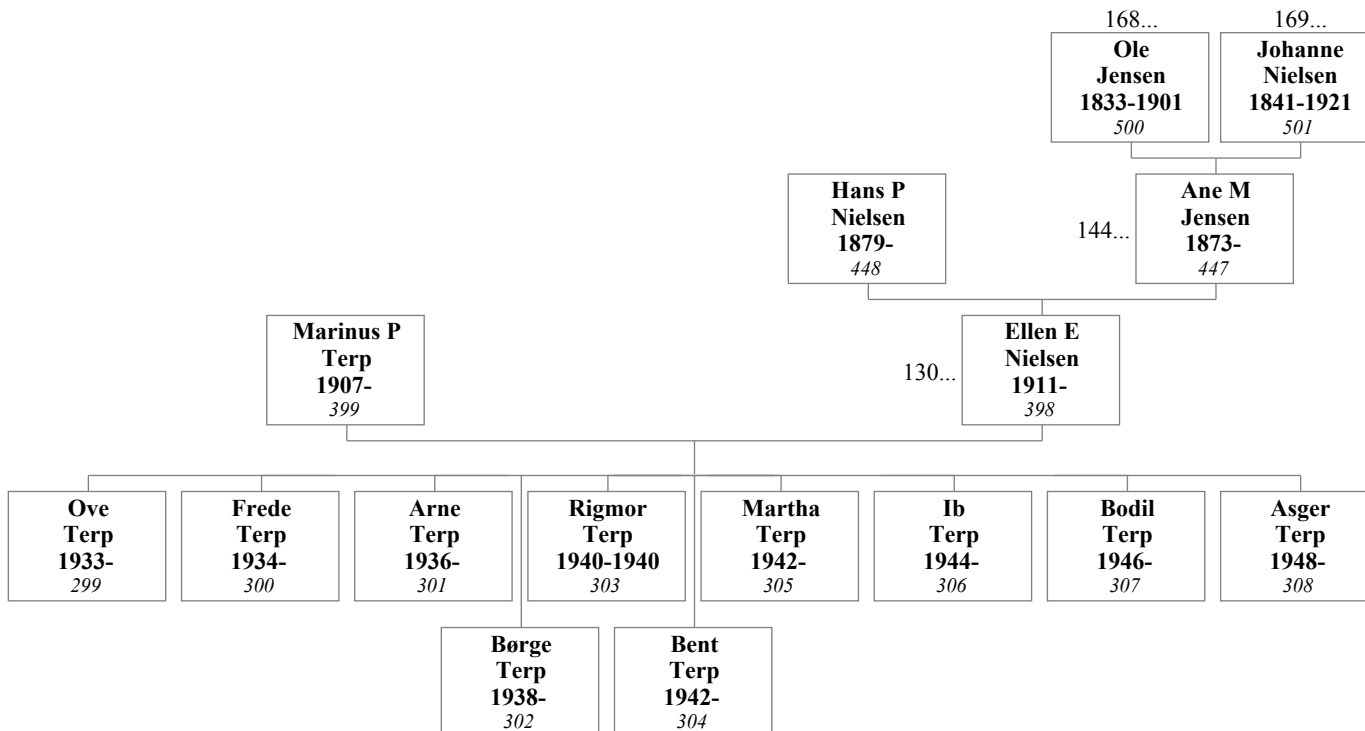 168...
169...
Ole
Jensen
1833-1901
500
Johanne
Nielsen
1841-1921
501
Hans P
Nielsen
1879-
448
144...
Ane M
Jensen
1873-
447
Marinus P
Terp
1907-
399
130...
Ellen E
Nielsen
1911-
398
Ove
Terp
1933-
299
Frede
Terp
1934-
300
Arne
Terp
1936-
301
Rigmor
Terp
1940-1940
303
Martha
Terp
1942-
305
Ib
Terp
1944-
306
Bodil
Terp
1946-
307
Asger
Terp
1948-
308
Børge
Terp
1938-
302
Bent
Terp
1942-
304